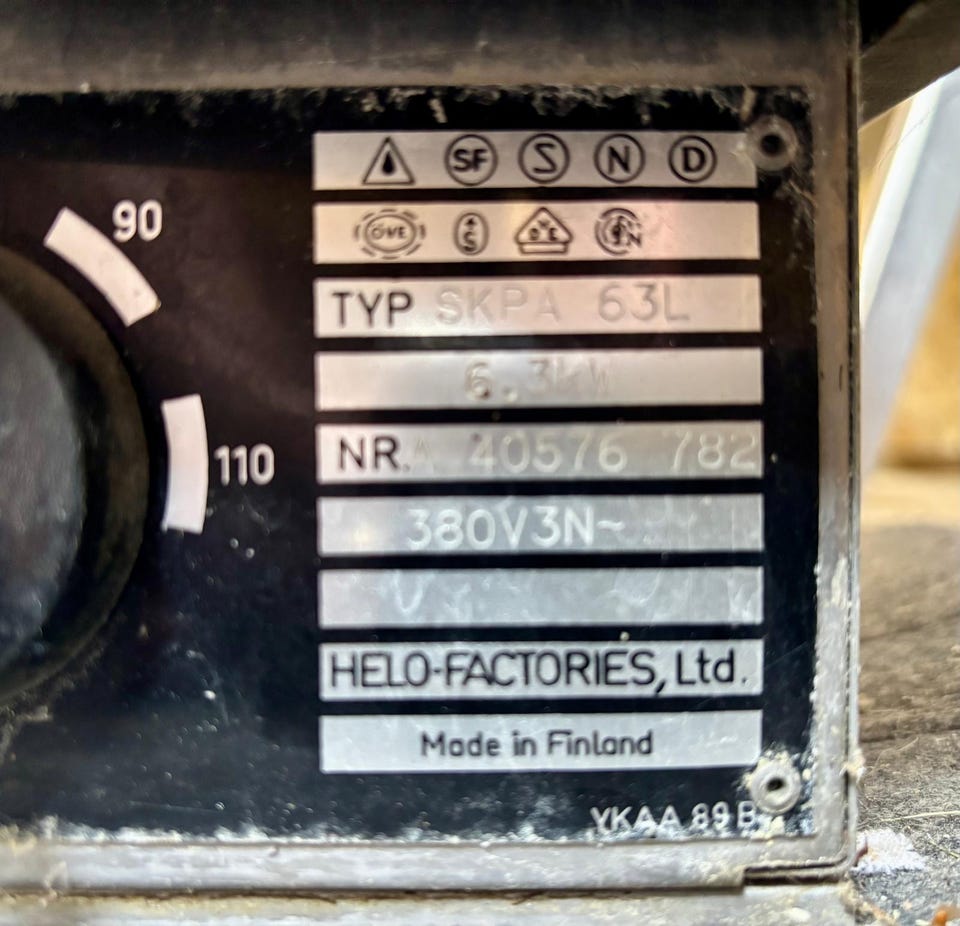 90
110
SF S N D
ÖVE S VDE N
TYP SKPA 63L
6.3kW
NR. A 40576 782
380V3N~
HELO-FACTORIES, Ltd.
Made in Finland
YKAA 89 B